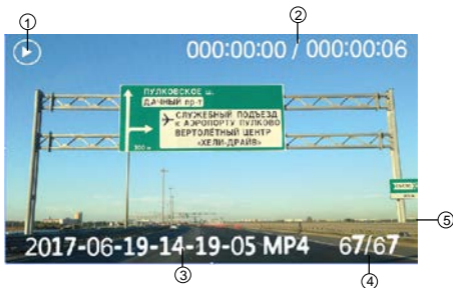 ①
②
000:00:00 / 000:00:06
ПУЛКОВСКОЕ ш.
ДАЧНЫЙ пр-т
СЛУЖЕБНЫЙ ПОДЪЕЗД
к АЭРОПОРТУ ПУЛКОВО
ВЕРТОЛЁТНЫЙ ЦЕНТР
«ХЕЛИ-ДРАЙВ»
300 м
⑤
2017-06-19-14-19-05 MP4
67/67
③
④